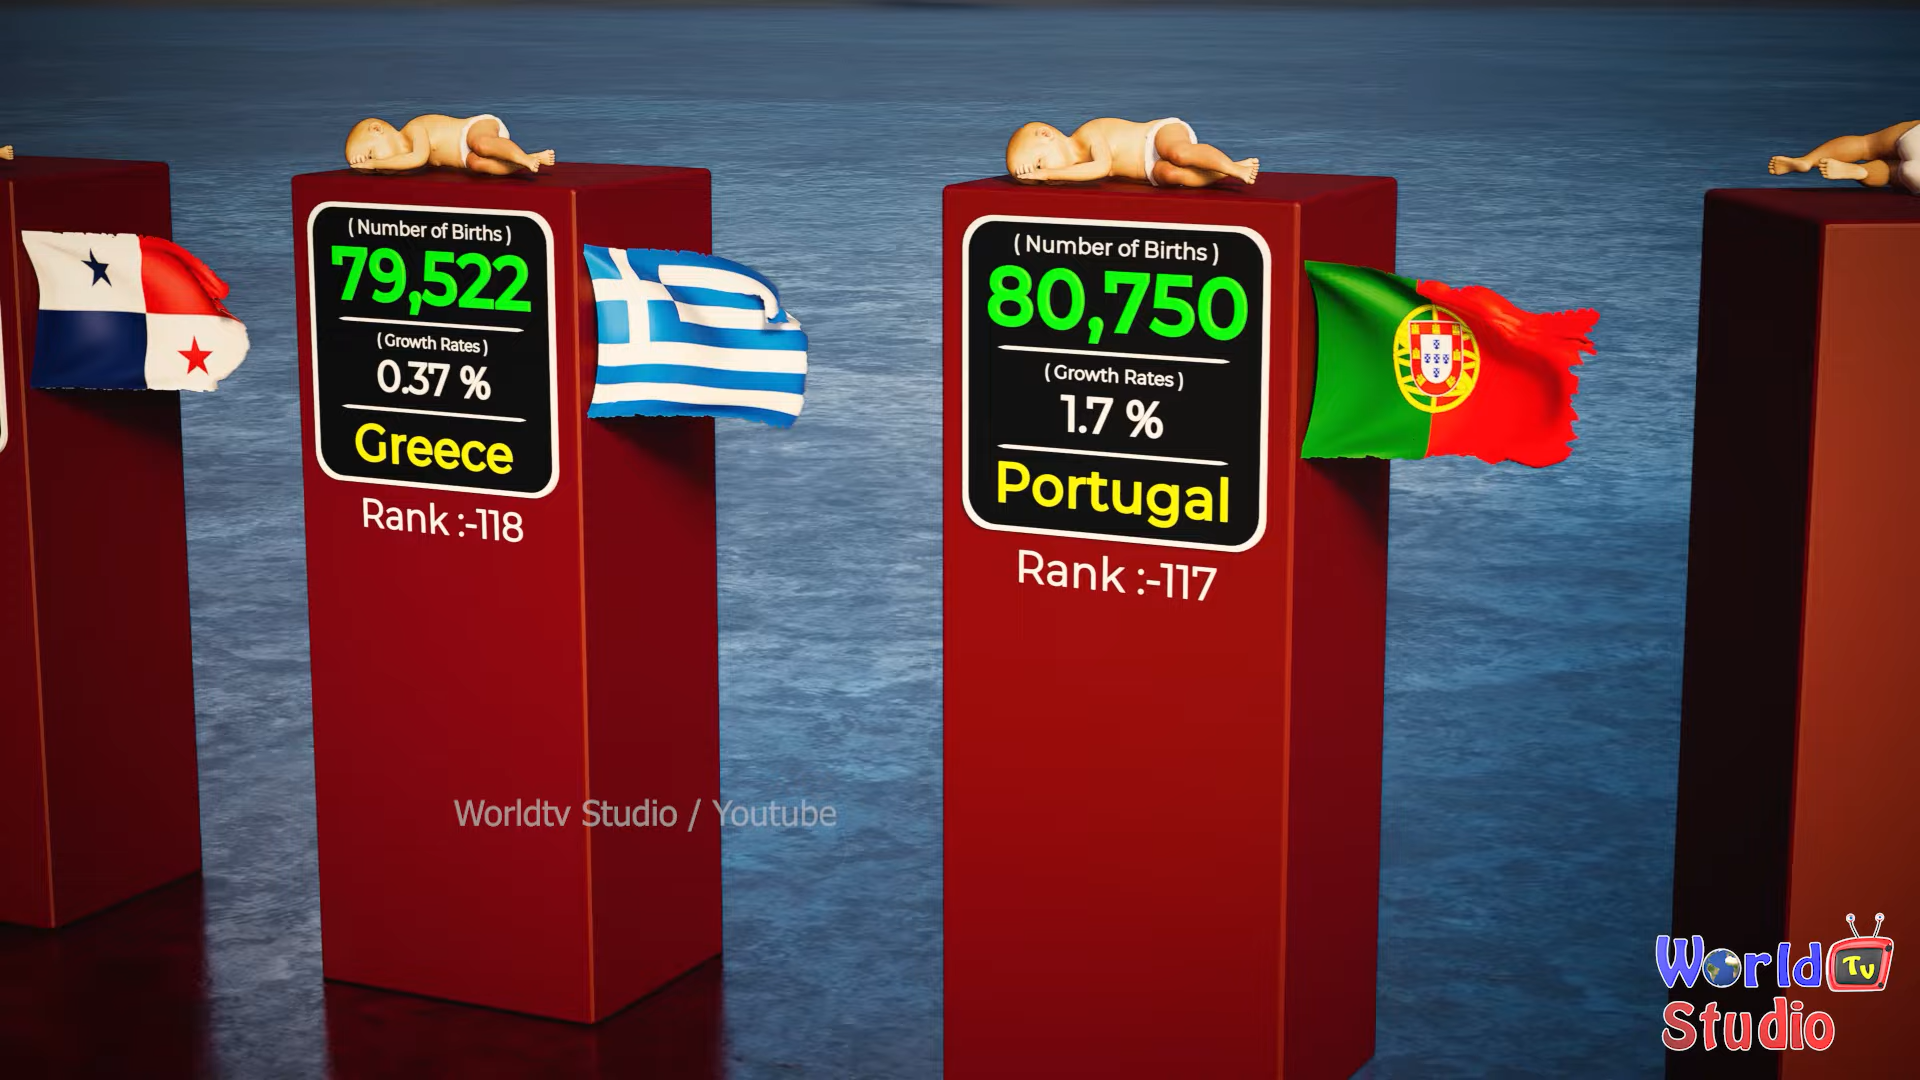 ( Number of Births )
79,522
( Growth Rates )
0.37 %
Greece
Rank :-118
( Number of Births )
80,750
( Growth Rates )
1.7 %
Portugal
Rank :-117
Worldtv Studio / Youtube
World Tv
Studio